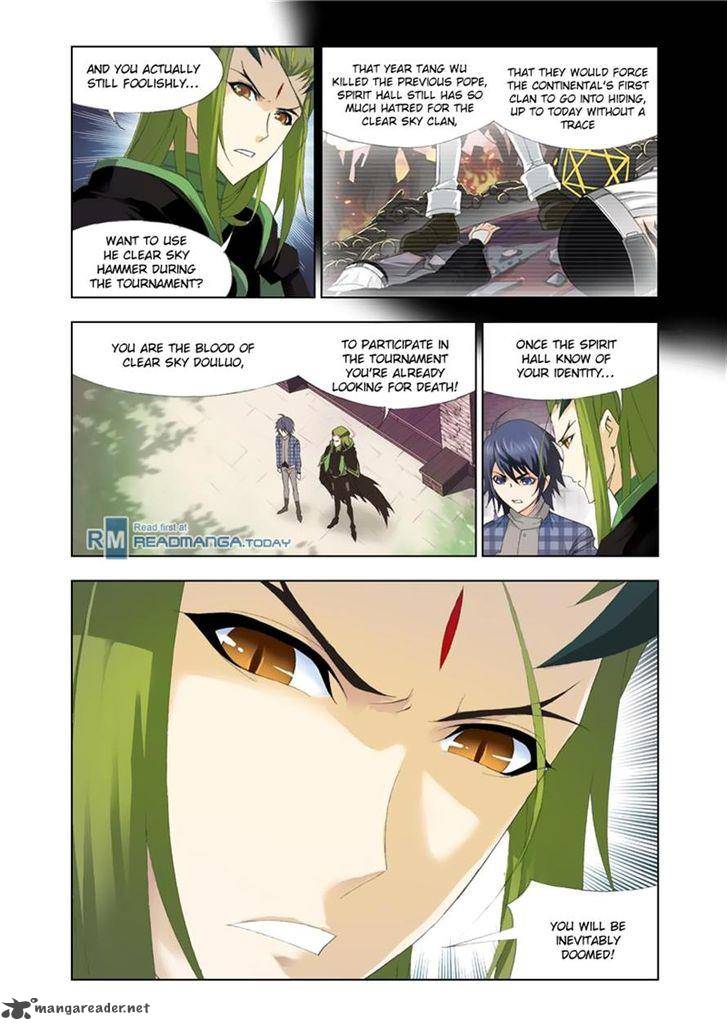 AND YOU ACTUALLY
STILL FOOLISHLY...
WANT TO USE
HE CLEAR SKY
HAMMER DURING
THE TOURNAMENT?
THAT YEAR TANG WU
KILLED THE PREVIOUS POPE,
SPIRIT HALL STILL HAS SO
MUCH HATRED FOR THE
CLEAR SKY CLAN,
THAT THEY WOULD FORCE
THE CONTINENTAL'S FIRST
CLAN TO GO INTO HIDING,
UP TO TODAY WITHOUT A
TRACE
YOU ARE THE BLOOD OF
CLEAR SKY DOULUO,
TO PARTICIPATE IN
THE TOURNAMENT
YOU'RE ALREADY
LOOKING FOR DEATH!
ONCE THE SPIRIT
HALL KNOW OF
YOUR IDENTITY...
RM
Read first at
READMANGA.TODAY
YOU WILL BE
INEVITABLY
DOOMED!
mangareader.net